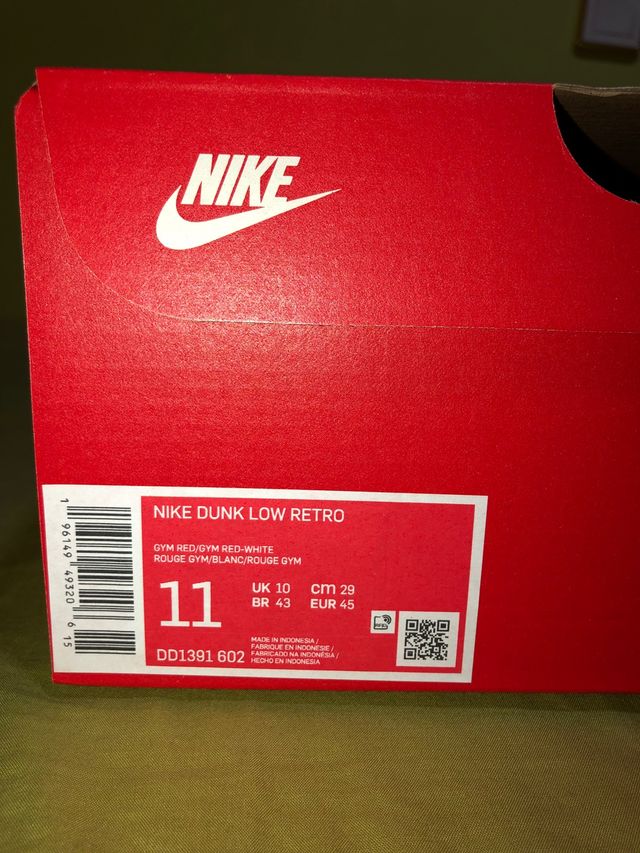 NIKE
NIKE DUNK LOW RETRO
GYM RED/GYM RED-WHITE
ROUGE GYM/BLANC/ROUGE GYM
11
UK 10 cm 29
BR 43 EUR 45
DD1391 602
MADE IN INDONESIA /
FABRIQUE EN INDONESIE /
FABRICADO NA INDONÉSIA /
HECHO EN INDONESIA
RFID
1 96149 49320 6 15